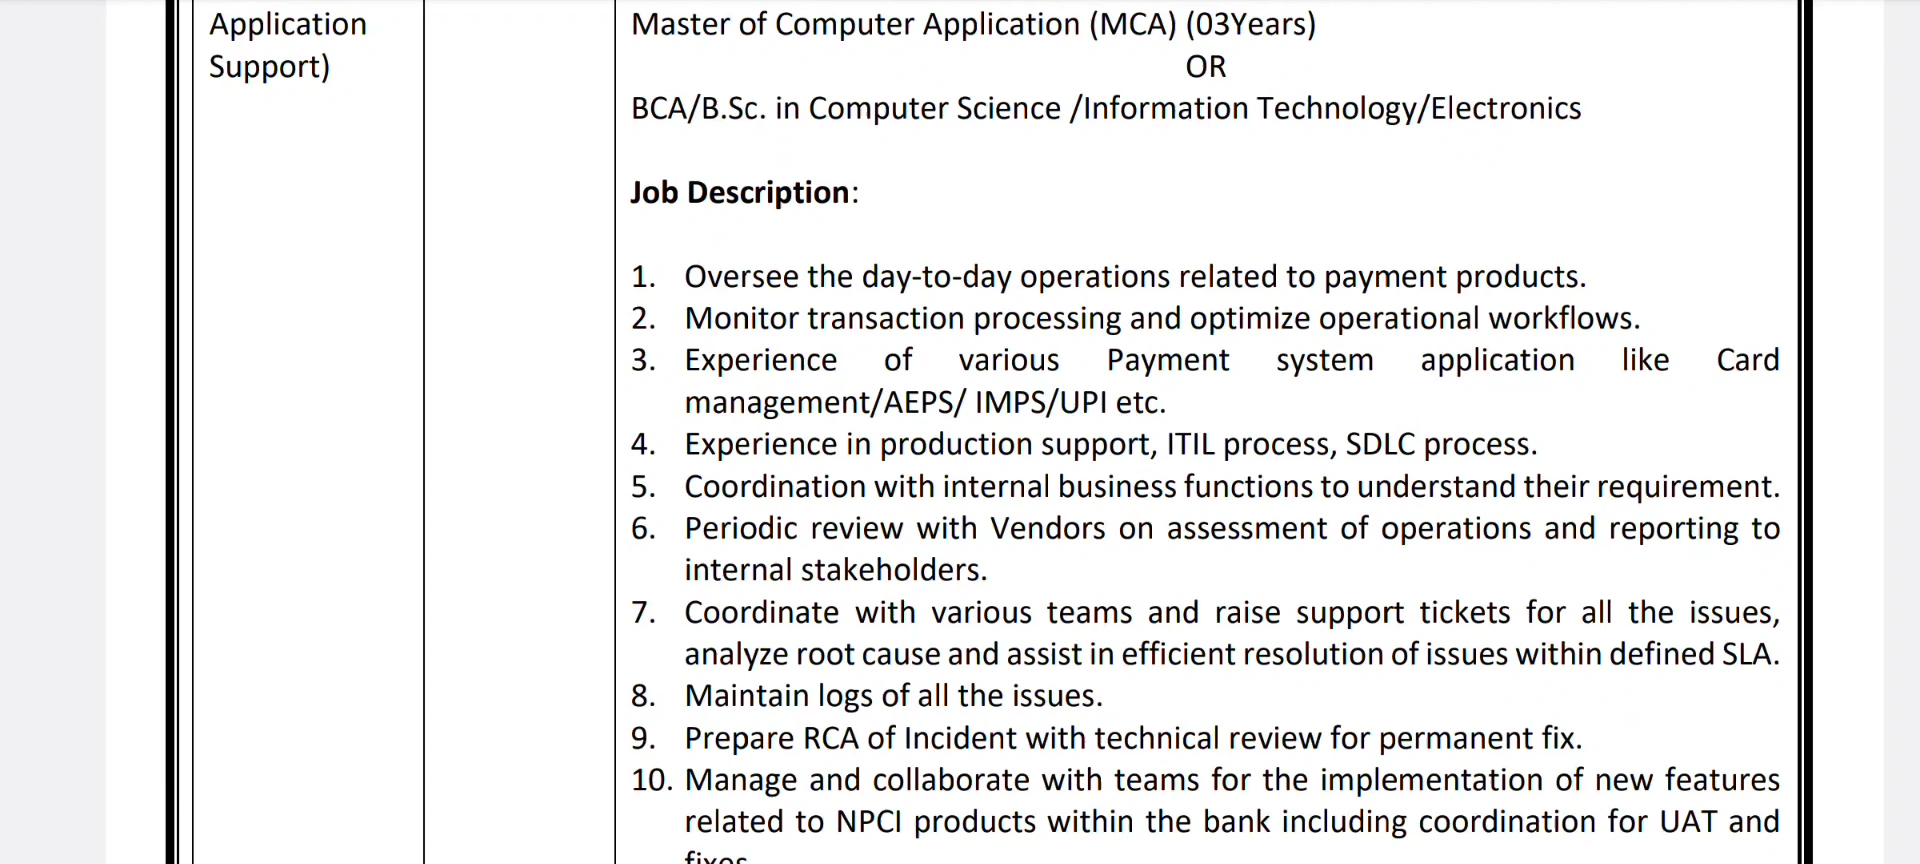 Application
Support)
Master of Computer Application (MCA) (03Years)
OR
BCA/B.Sc. in Computer Science /Information Technology/Electronics
Job Description:
1. Oversee the day-to-day operations related to payment products.
2. Monitor transaction processing and optimize operational workflows.
3. Experience of various Payment system application like Card
management/AEPS/ IMPS/UPI etc.
4. Experience in production support, ITIL process, SDLC process.
5. Coordination with internal business functions to understand their requirement.
6. Periodic review with Vendors on assessment of operations and reporting to
internal stakeholders.
7. Coordinate with various teams and raise support tickets for all the issues,
analyze root cause and assist in efficient resolution of issues within defined SLA.
8. Maintain logs of all the issues.
9. Prepare RCA of Incident with technical review for permanent fix.
10. Manage and collaborate with teams for the implementation of new features
related to NPCI products within the bank including coordination for UAT and
fixes